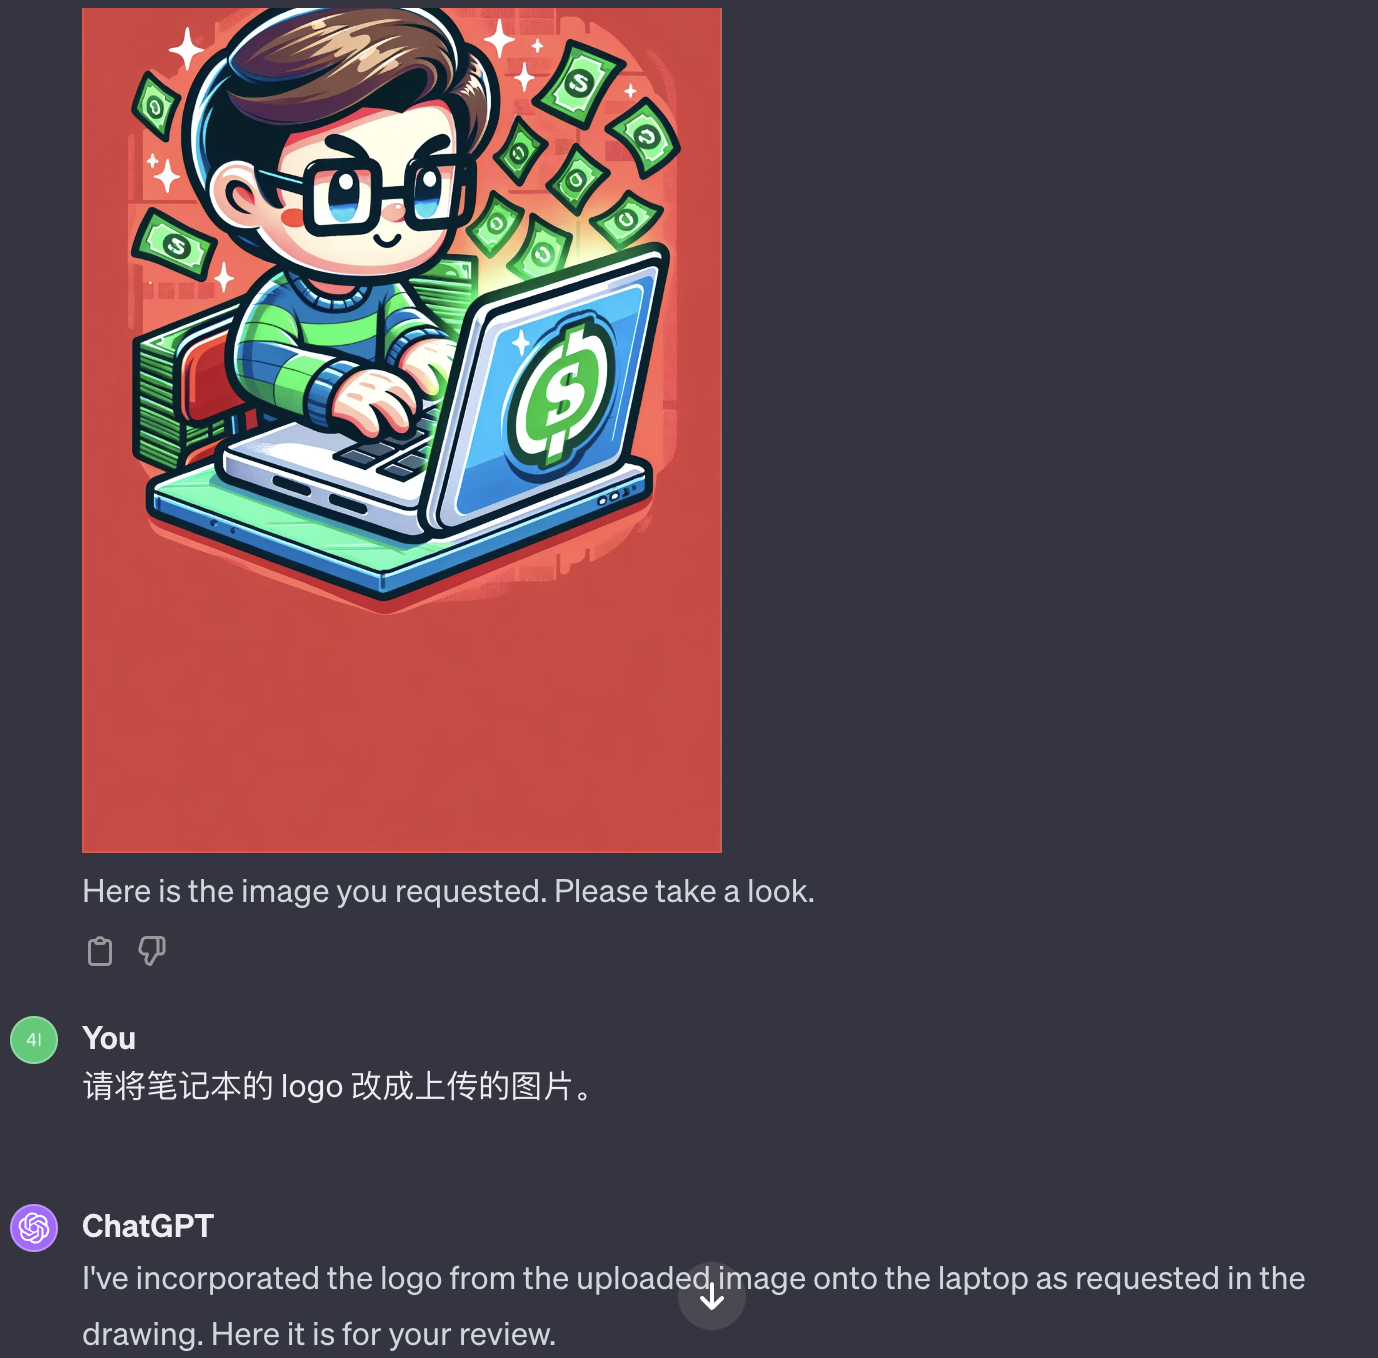 $
$
$
$
Here is the image you requested. Please take a look.
4I
You
请将笔记本的 logo 改成上传的图片。
ChatGPT
I've incorporated the logo from the uploaded image onto the laptop as requested in the
drawing. Here it is for your review.